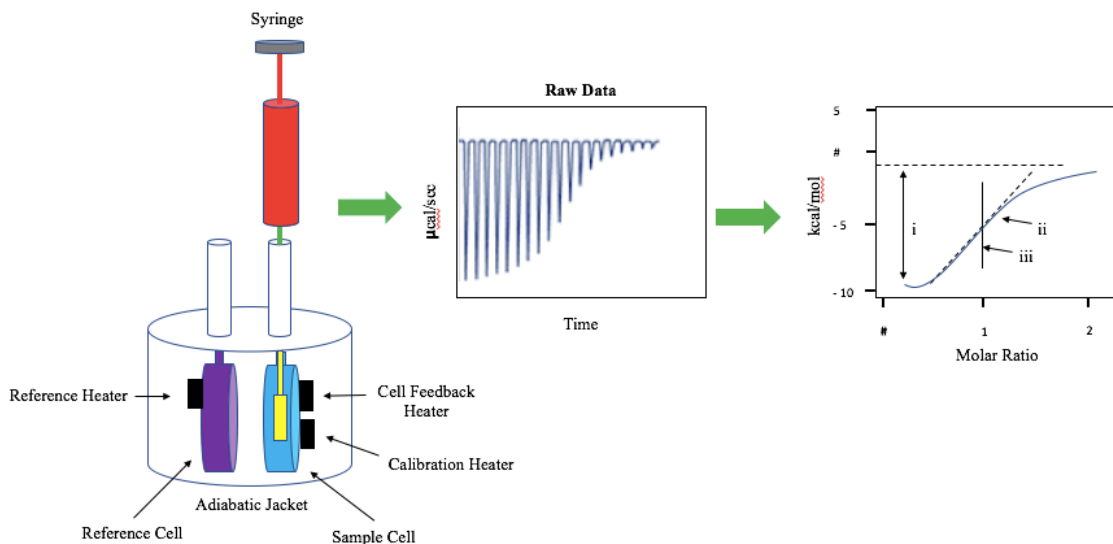 Syringe
Raw Data
µcal/scc
Time
5
#
- 5
- 10
kcal/mol
i
ii
iii
#
1
2
Molar Ratio
Reference Heater
Cell Feedback
Heater
Calibration Heater
Adiabatic Jacket
Reference Cell
Sample Cell